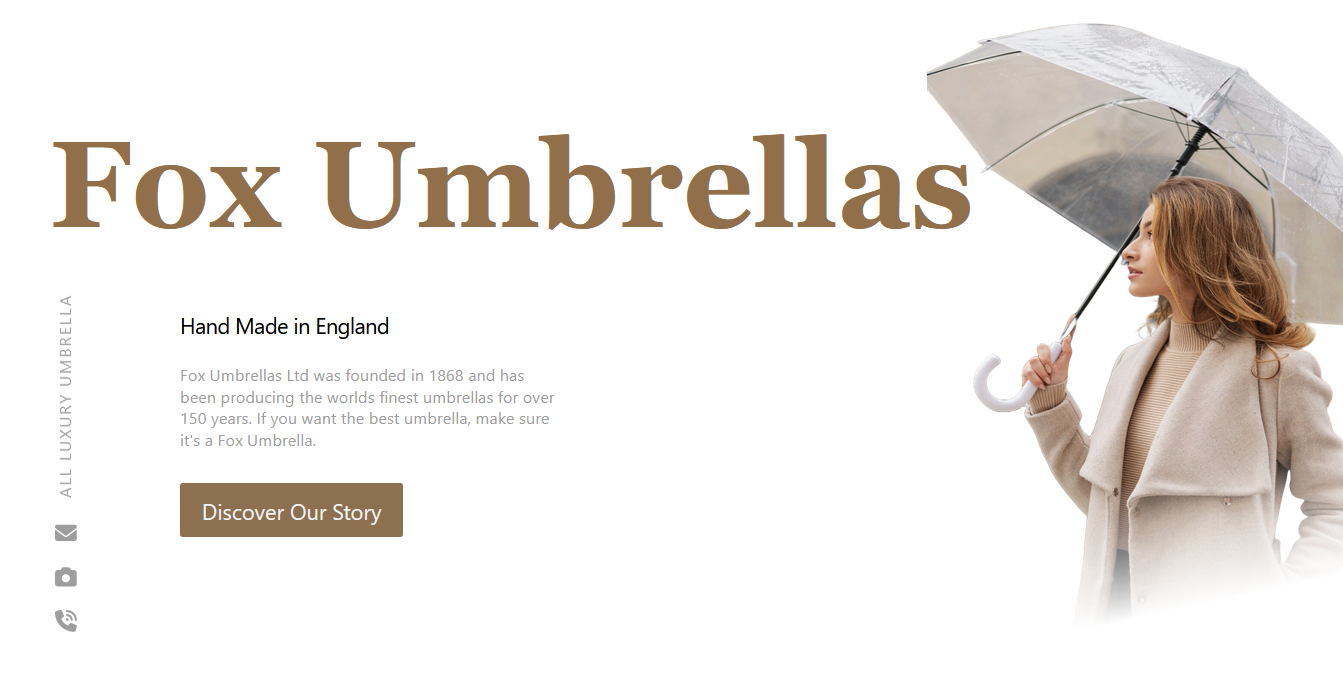 Fox Umbrellas
ALL LUXURY UMBRELLA
Hand Made in England
Fox Umbrellas Ltd was founded in 1868 and has
been producing the worlds finest umbrellas for over
150 years. If you want the best umbrella, make sure
it's a Fox Umbrella.
Discover Our Story